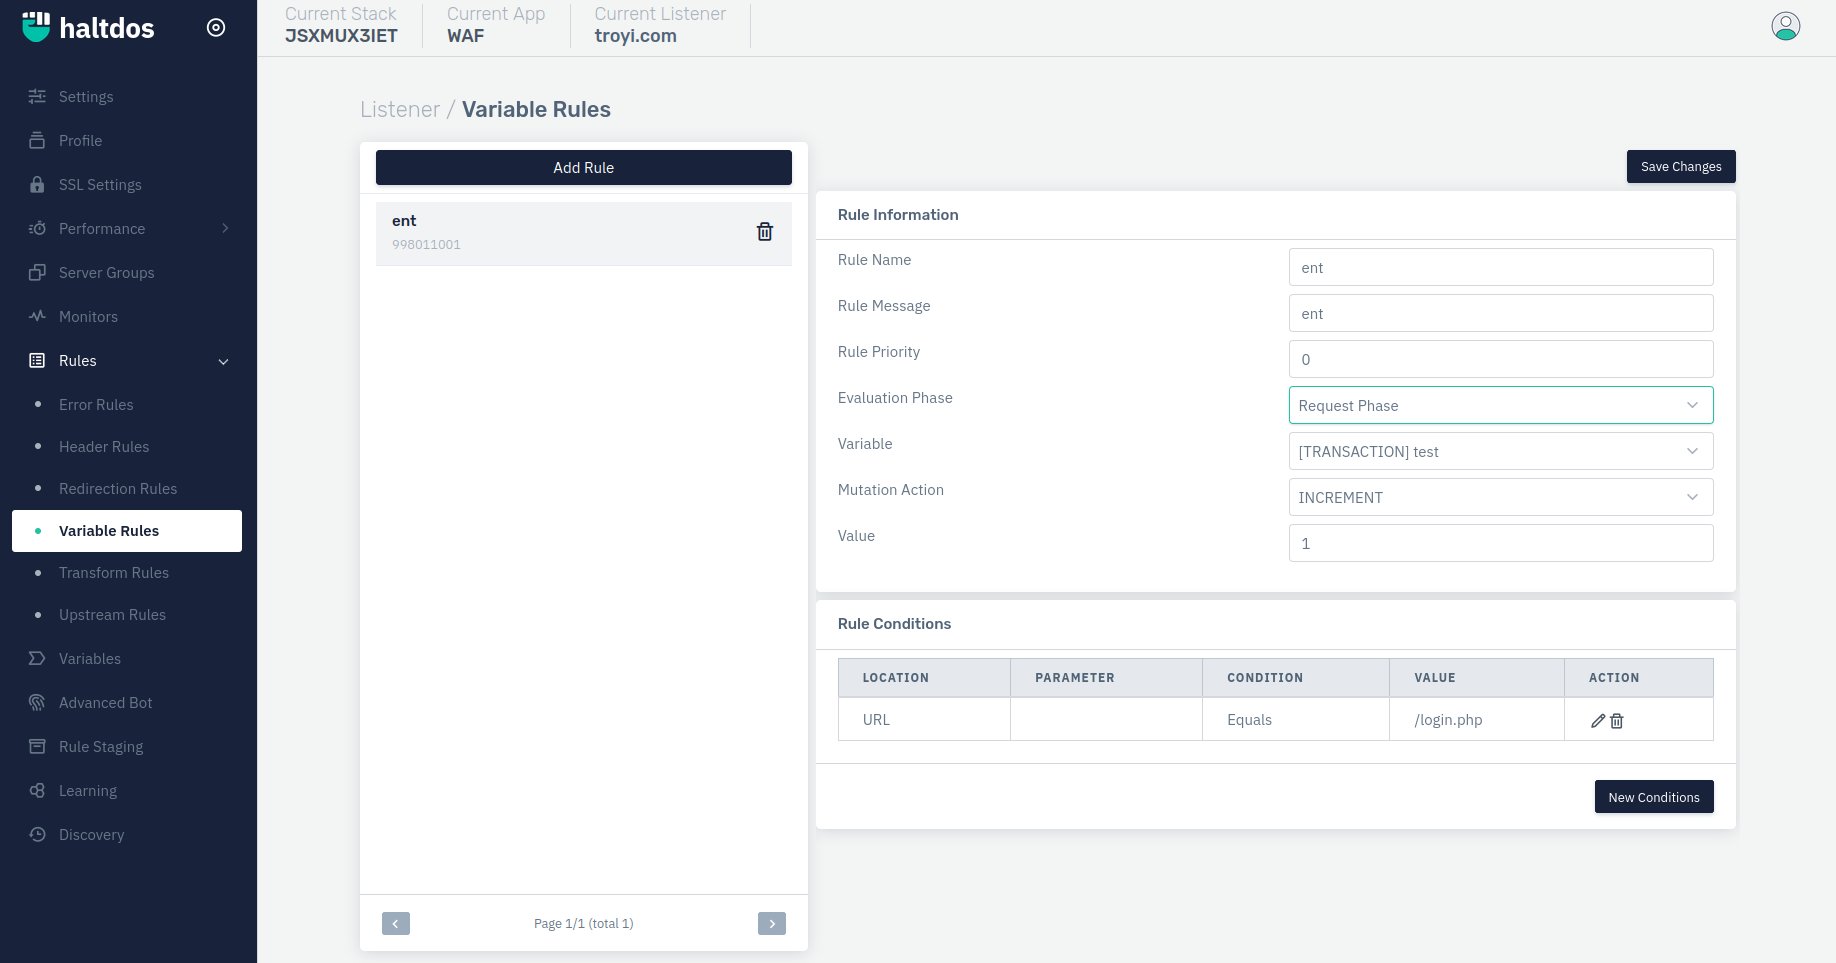 haltdos
Current Stack
JSXMUX3IET
Current App
WAF
Current Listener
troyi.com
Settings
Profile
SSL Settings
Performance
Server Groups
Monitors
Rules
Error Rules
Header Rules
Redirection Rules
Variable Rules
Transform Rules
Upstream Rules
Variables
Advanced Bot
Rule Staging
Learning
Discovery
Listener / Variable Rules
Add Rule
ent
998011001
Page 1/1 (total 1)
Save Changes
Rule Information
Rule Name ent
Rule Message ent
Rule Priority 0
Evaluation Phase Request Phase
Variable [TRANSACTION] test
Mutation Action INCREMENT
Value 1
Rule Conditions
LOCATION PARAMETER CONDITION VALUE ACTION
URL Equals /login.php
New Conditions